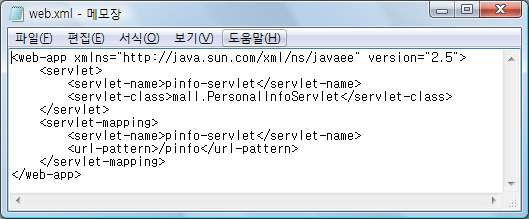 web.xml - 메모장
파일(F) 편집(E) 서식(O) 보기(V) 도움말(H)
<web-app xmlns="http://java.sun.com/xml/ns/javaee" version="2.5">
    <servlet>
        <servlet-name>pinfo-servlet</servlet-name>
        <servlet-class>mall.PersonalInfoServlet</servlet-class>
    </servlet>
    <servlet-mapping>
        <servlet-name>pinfo-servlet</servlet-name>
        <url-pattern>/pinfo</url-pattern>
    </servlet-mapping>
</web-app>